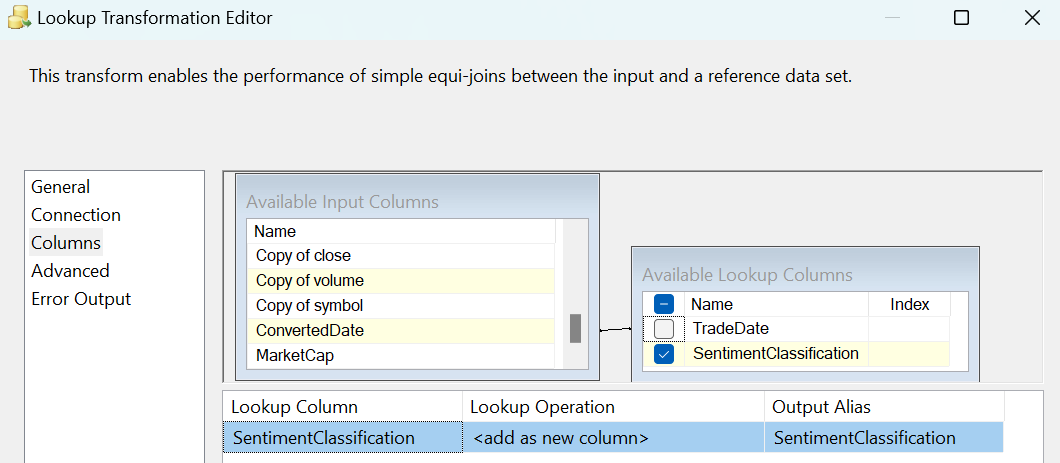 Lookup Transformation Editor
This transform enables the performance of simple equi-joins between the input and a reference data set.
General
Connection
Columns
Advanced
Error Output
Available Input Columns
Name
Copy of close
Copy of volume
Copy of symbol
ConvertedDate
MarketCap
Available Lookup Columns
Name Index
TradeDate
SentimentClassification
Lookup Column Lookup Operation Output Alias
SentimentClassification <add as new column> SentimentClassification